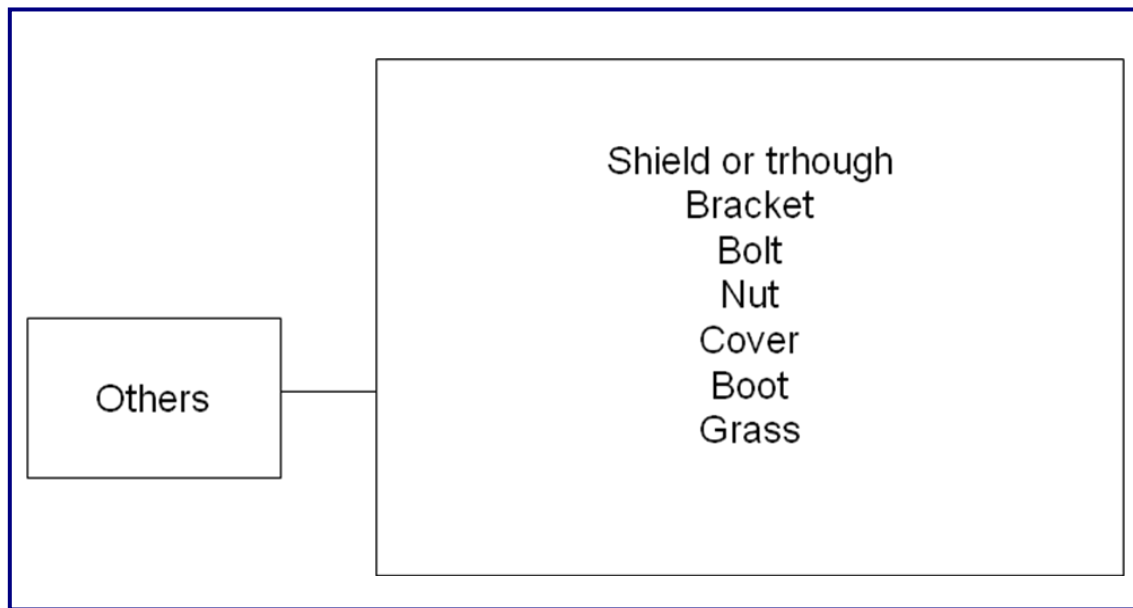 Shield or trhough
Bracket
Bolt
Nut
Cover
Boot
Grass
Others